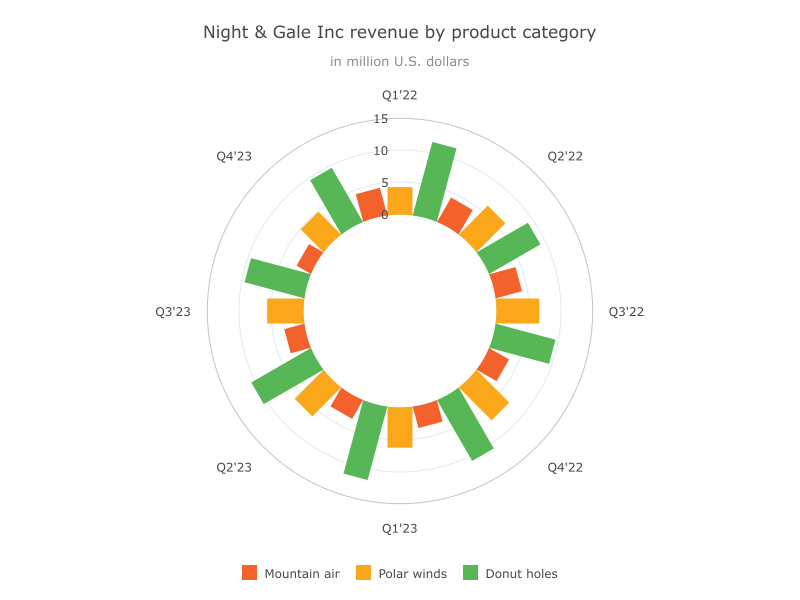 Night & Gale Inc revenue by product category
in million U.S. dollars
Q1'22
15
Q4'23
Q2'22
10
5
0
Q3'23
Q3'22
Q2'23
Q4'22
Q1'23
Mountain air
Polar winds
Donut holes